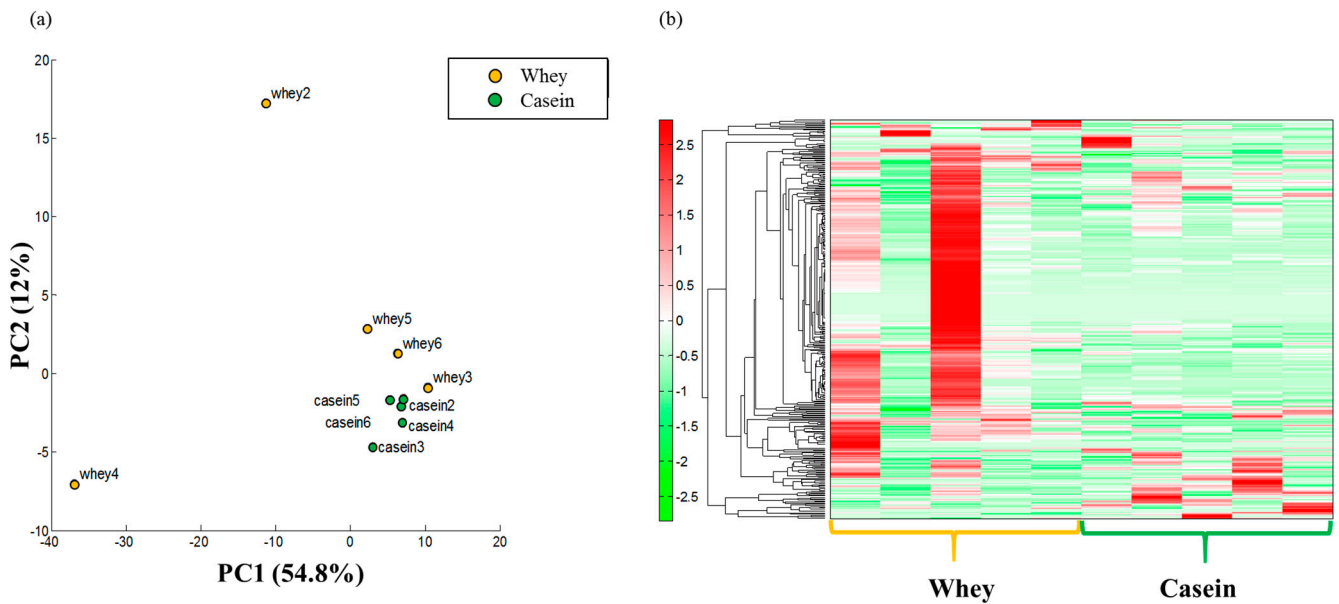 (a)
(b)
20
15
10
5
0
-5
-10
-40
-30
-20
-10
0
10
20
PC2 (12%)
PC1 (54.8%)
Whey
Casein
whey2
whey5
whey6
whey3
casein5
casein2
casein6
casein4
casein3
whey4
2.5
2
1.5
1
0.5
0
-0.5
-1
-1.5
-2
-2.5
Whey
Casein